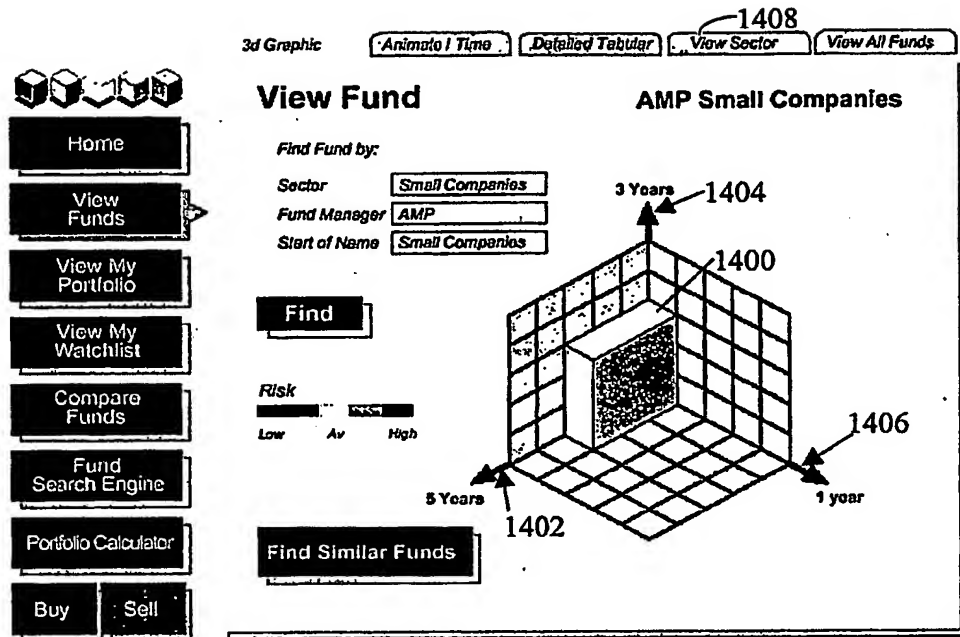 1408
3d Graphic
Animate / Time
Detailed Tabular
View Sector
View All Funds
View Fund
AMP Small Companies
Home
View
Funds
View My
Portfolio
View My
Watchlist
Compare
Funds
Fund
Search Engine
Portfolio Calculator
Buy
Sell
Find Fund by:
Sector Small Companies
Fund Manager AMP
Start of Name Small Companies
Find
Risk
Low Av High
Find Similar Funds
3 Years
1404
1400
1406
5 Years
1402
1 year